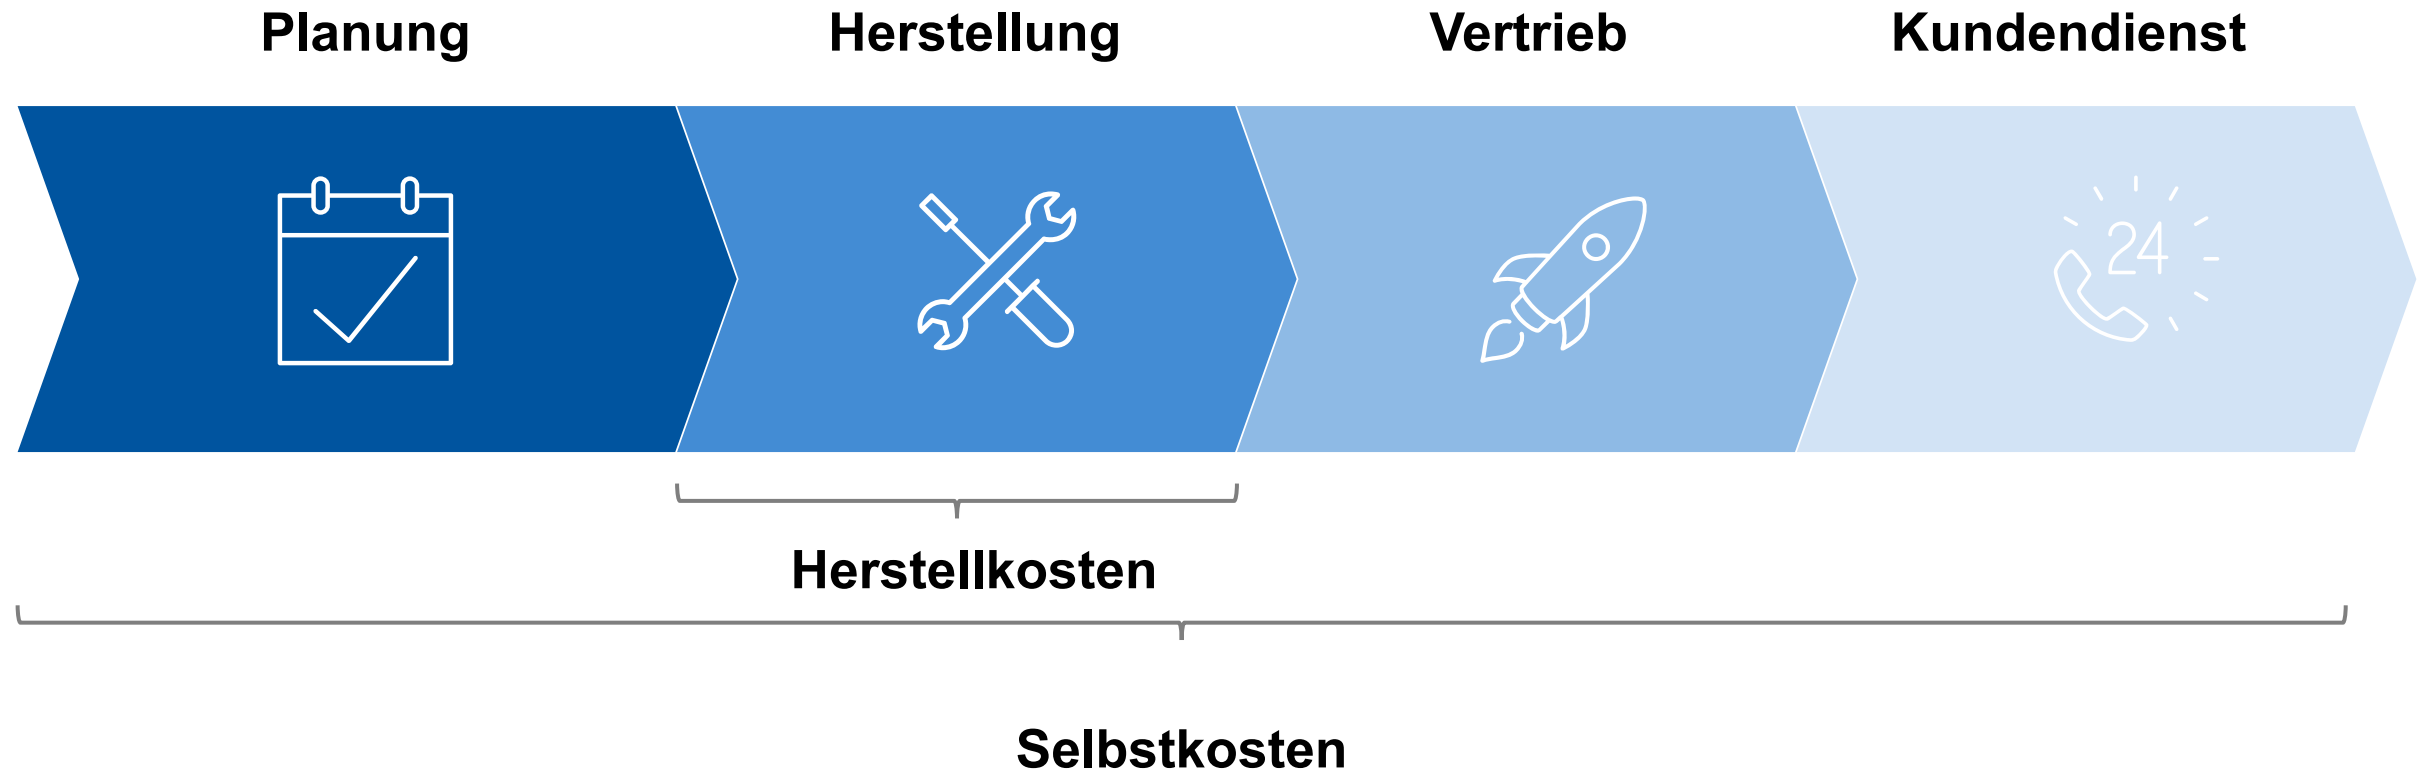 Planung Herstellung Vertrieb Kundendienst
24
Herstellkosten
Selbstkosten